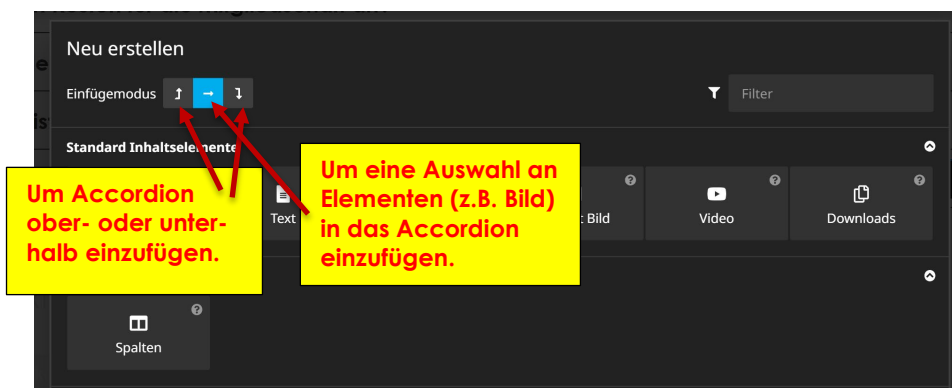 Neu erstellen
Einfügemodus
Filter
Standard Inhaltselemente
Um Accordion
ober- oder unter-
halb einzufügen.
Um eine Auswahl an
Elementen (z.B. Bild)
in das Accordion
einzufügen.
Text
Bild
Video
Downloads
Spalten